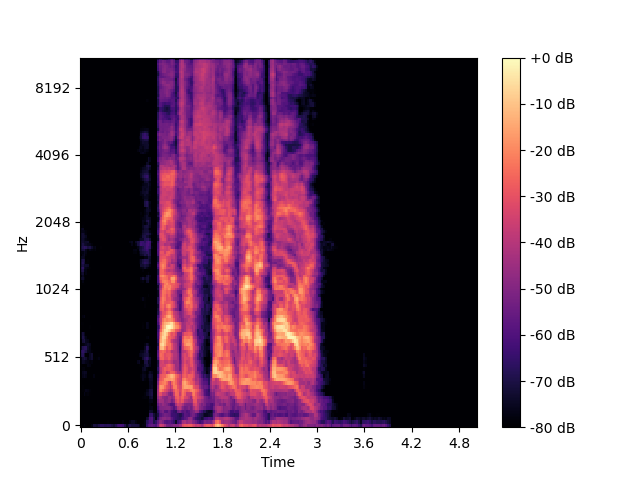 8192
4096
2048
1024
512
0
Hz
0 0.6 1.2 1.8 2.4 3 3.6 4.2 4.8
Time
+0 dB
-10 dB
-20 dB
-30 dB
-40 dB
-50 dB
-60 dB
-70 dB
-80 dB